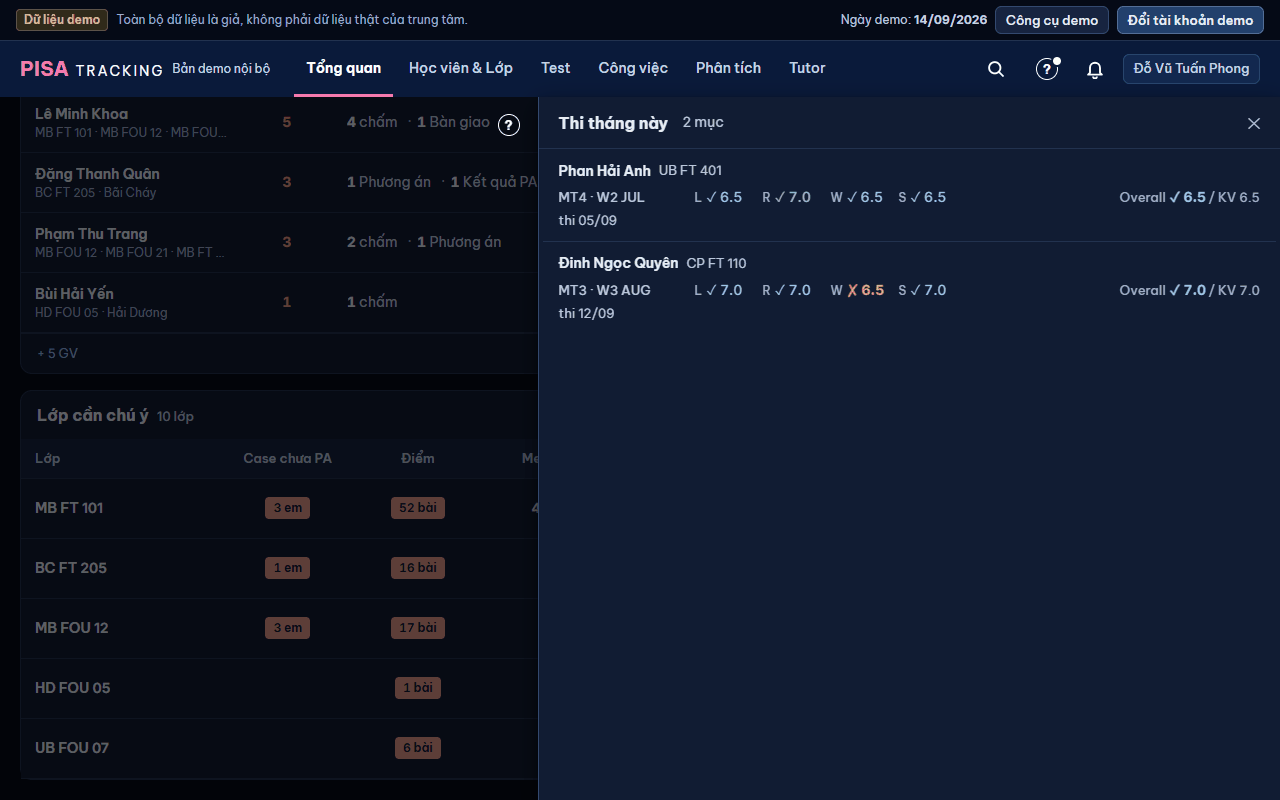 Dữ liệu demo Toàn bộ dữ liệu là giả, không phải dữ liệu thật của trung tâm. Ngày demo: 14/09/2026 Công cụ demo Đổi tài khoản demo
PISA TRACKING Bản demo nội bộ Tổng quan Học viên & Lớp Test Công việc Phân tích Tutor ? Đỗ Vũ Tuấn Phong
Lê Minh Khoa
MB FT 101 · MB FOU 12 · MB FOU...
5 4 chấm · 1 Bàn giao ?
Đặng Thanh Quân
BC FT 205 · Bãi Cháy
3 1 Phương án · 1 Kết quả PA
Phạm Thu Trang
MB FOU 12 · MB FOU 21 · MB FT ...
3 2 chấm · 1 Phương án
Bùi Hải Yến
HD FOU 05 · Hải Dương
1 1 chấm
+ 5 GV
Lớp cần chú ý 10 lớp
Lớp Case chưa PA Điểm
MB FT 101 3 em 52 bài
BC FT 205 1 em 16 bài
MB FOU 12 3 em 17 bài
HD FOU 05 1 bài
UB FOU 07 6 bài
Thi tháng này 2 mục
Phan Hải Anh UB FT 401
MT4 · W2 JUL L ✓ 6.5 R ✓ 7.0 W ✓ 6.5 S ✓ 6.5 Overall ✓ 6.5 / KV 6.5
thi 05/09
Đinh Ngọc Quyên CP FT 110
MT3 · W3 AUG L ✓ 7.0 R ✓ 7.0 W ✗ 6.5 S ✓ 7.0 Overall ✓ 7.0 / KV 7.0
thi 12/09